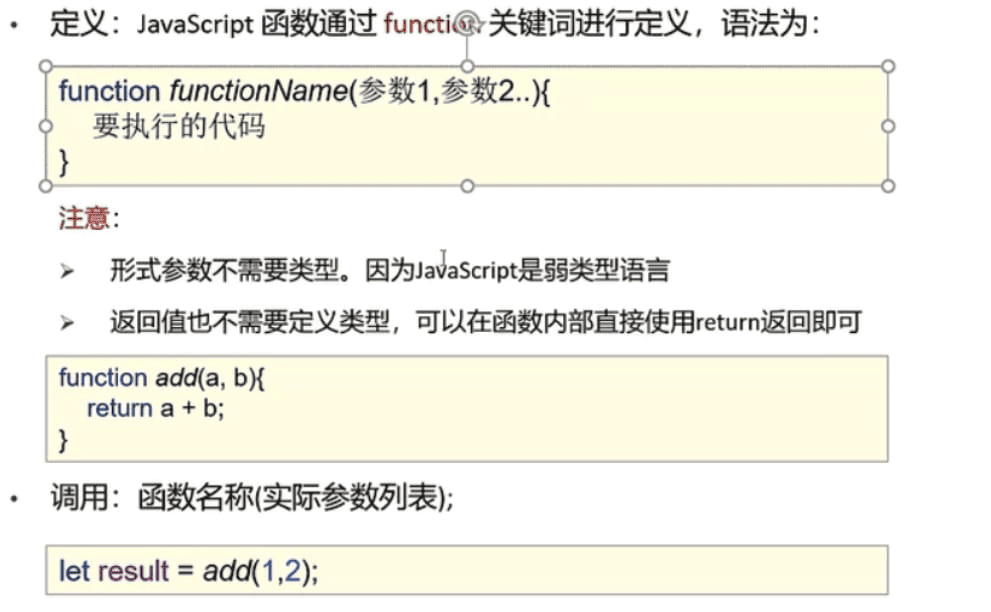 • 定义：JavaScript 函数通过 function 关键词进行定义，语法为：
function functionName(参数1,参数2..){
要执行的代码
}
注意：
➢ 形式参数不需要类型。因为JavaScript是弱类型语言
➢ 返回值也不需要定义类型，可以在函数内部直接使用return返回即可
function add(a, b){
return a + b;
}
• 调用：函数名称(实际参数列表);
let result = add(1,2);